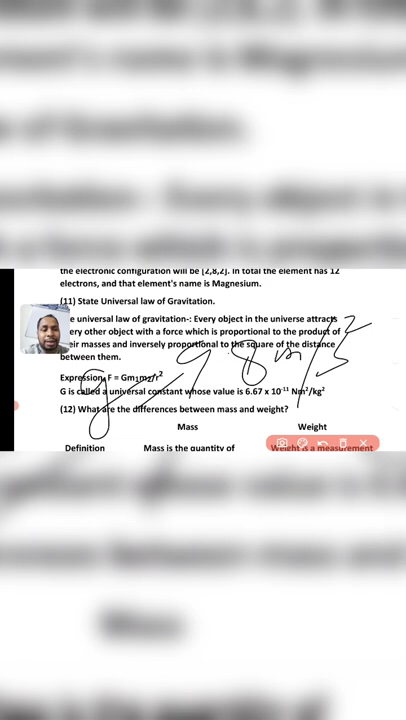 the electronic configuration will be [2,8,2]. In total the element has 12
electrons, and that element's name is Magnesium.
(11) State Universal law of Gravitation.
e universal law of gravitation-: Every object in the universe attracts
ery other object with a force which is proportional to the product of
eir masses and inversely proportional to the square of the distance
between them.
Expression, F = Gm₁m₂/r²
G is called a universal constant whose value is 6.67 x 10⁻¹¹ Nm²/kg²
(12) What are the differences between mass and weight?
Mass Weight
Definition Mass is the quantity of Weight is a measurement
g = 9.8 m/s²